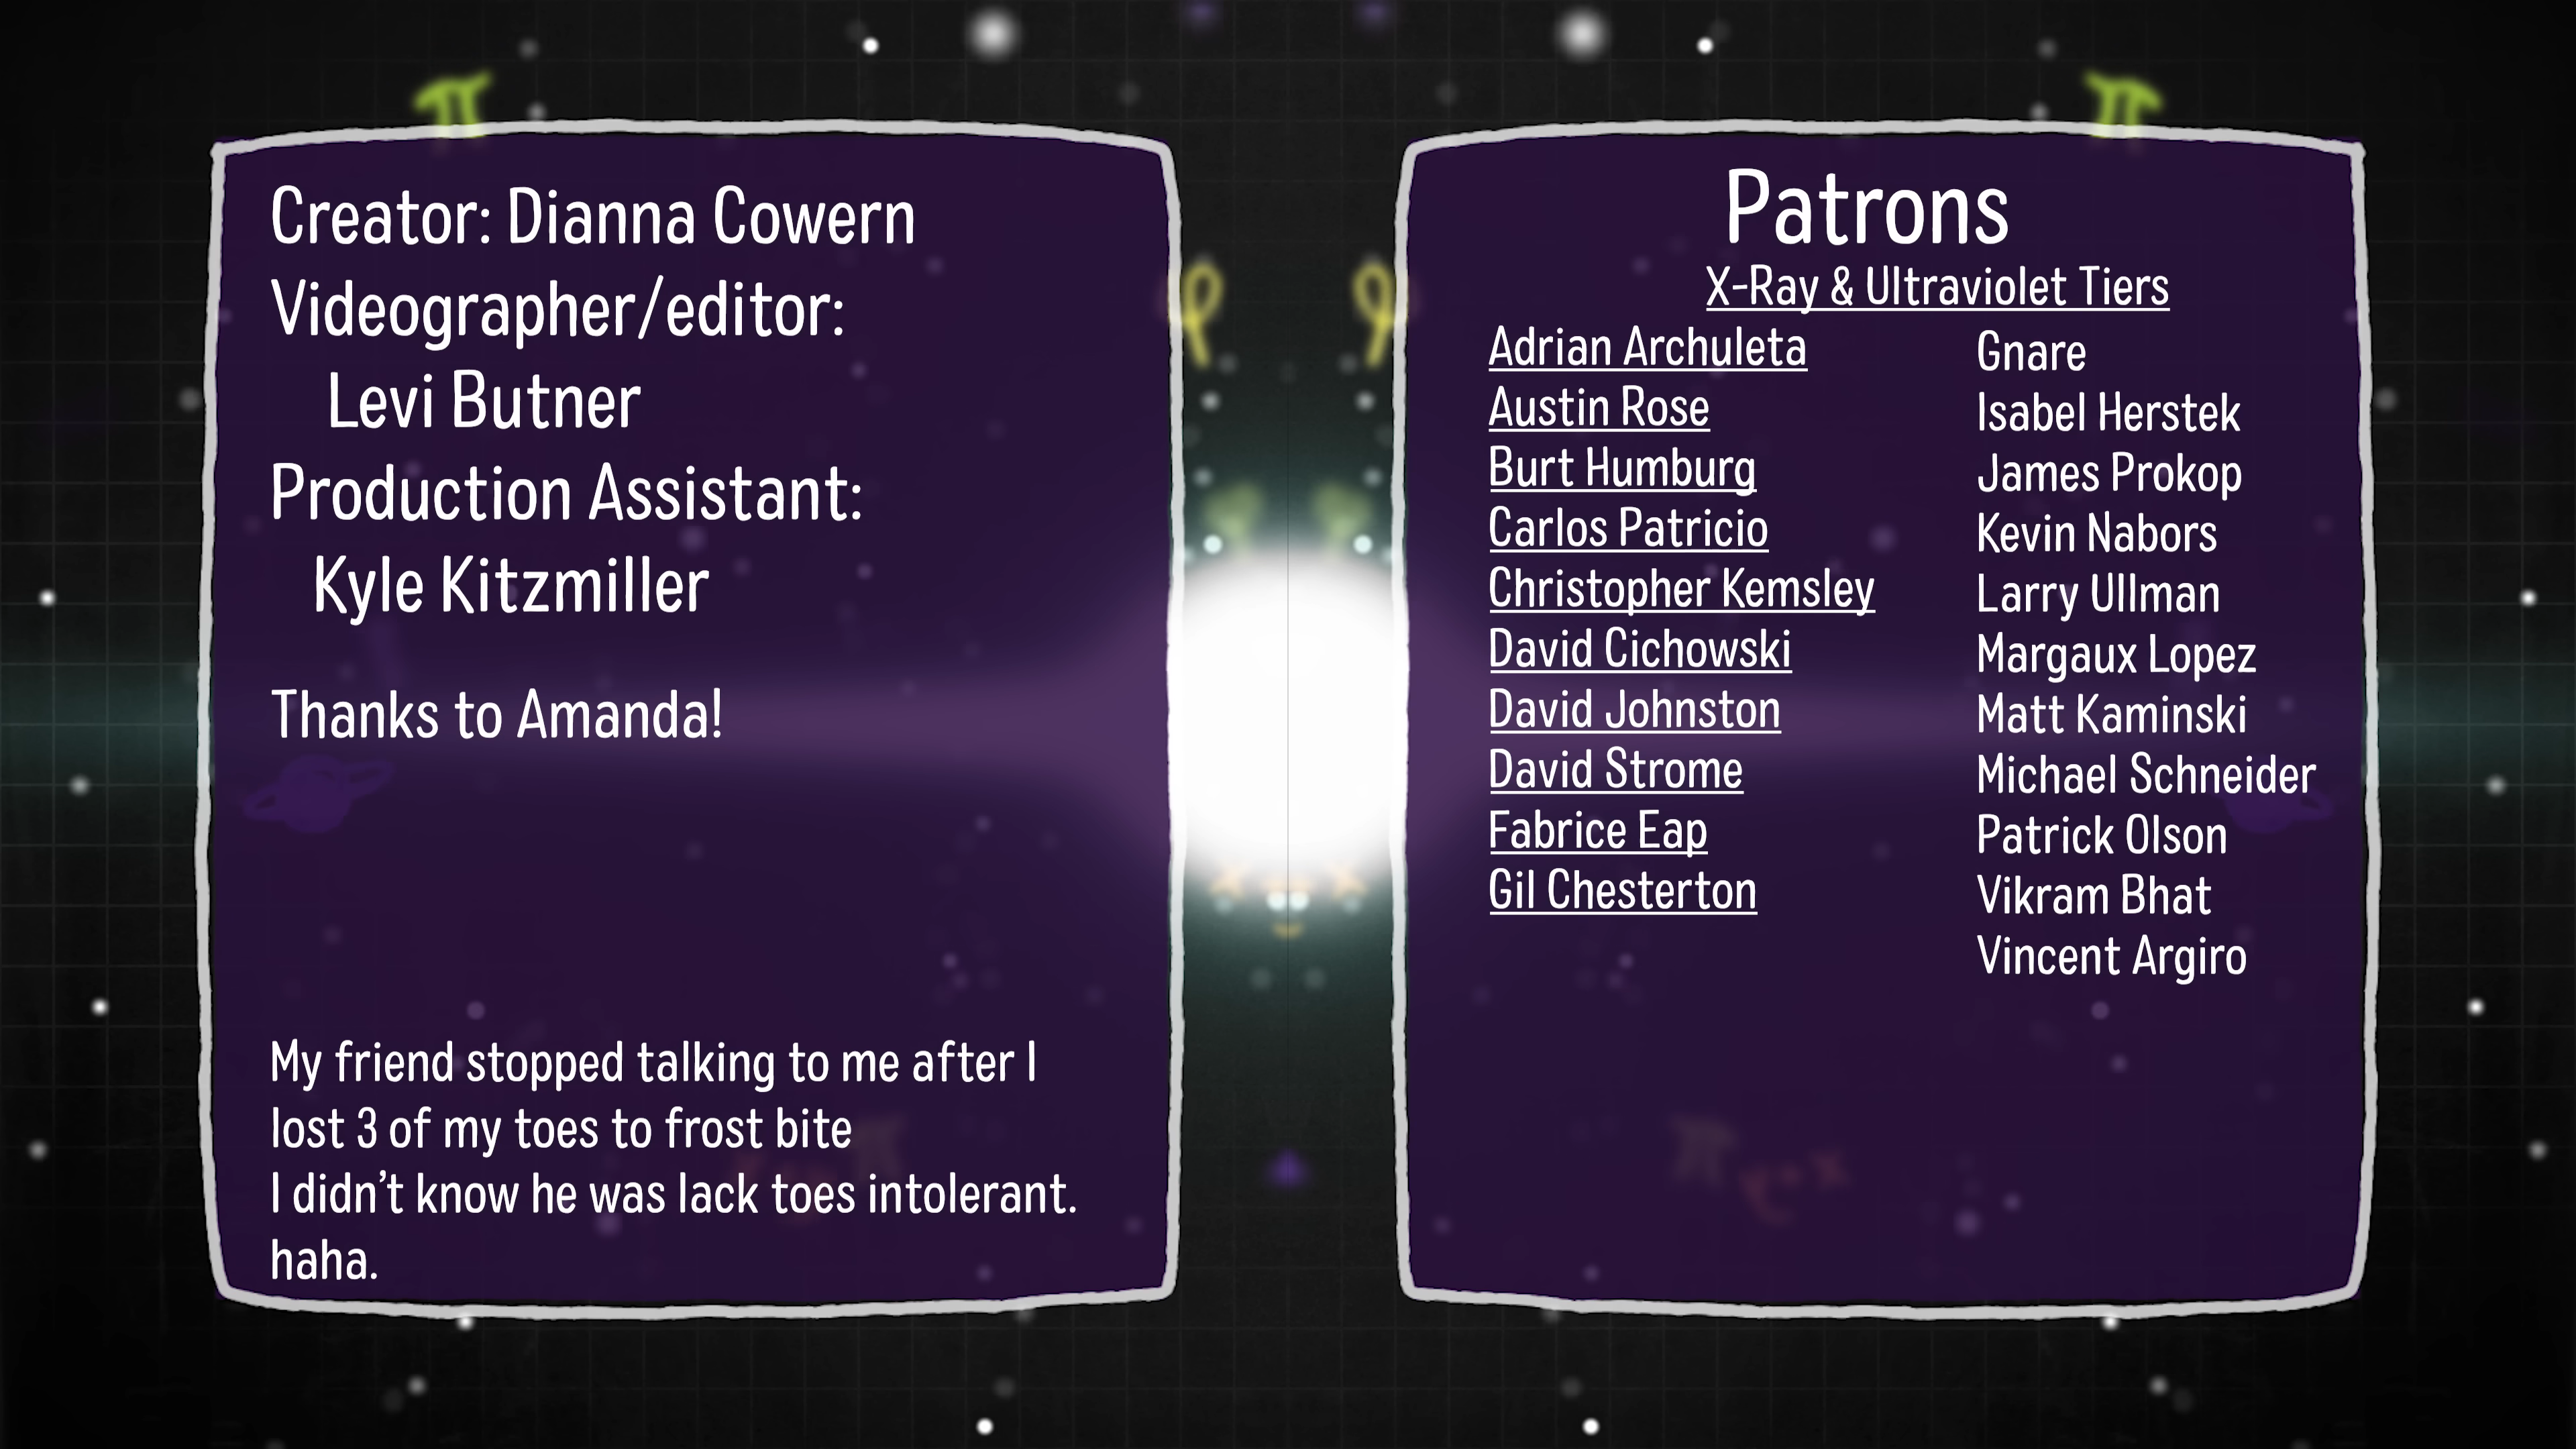 Creator: Dianna Cowern
Videographer/editor:
Levi Butner
Production Assistant:
Kyle Kitzmiller
Thanks to Amanda!
My friend stopped talking to me after I
lost 3 of my toes to frost bite
I didn't know he was lack toes intolerant.
haha.
Patrons
X-Ray & Ultraviolet Tiers
Adrian Archuleta
Austin Rose
Burt Humburg
Carlos Patricio
Christopher Kemsley
David Cichowski
David Johnston
David Strome
Fabrice Eap
Gil Chesterton
Gnare
Isabel Herstek
James Prokop
Kevin Nabors
Larry Ullman
Margaux Lopez
Matt Kaminski
Michael Schneider
Patrick Olson
Vikram Bhat
Vincent Argiro